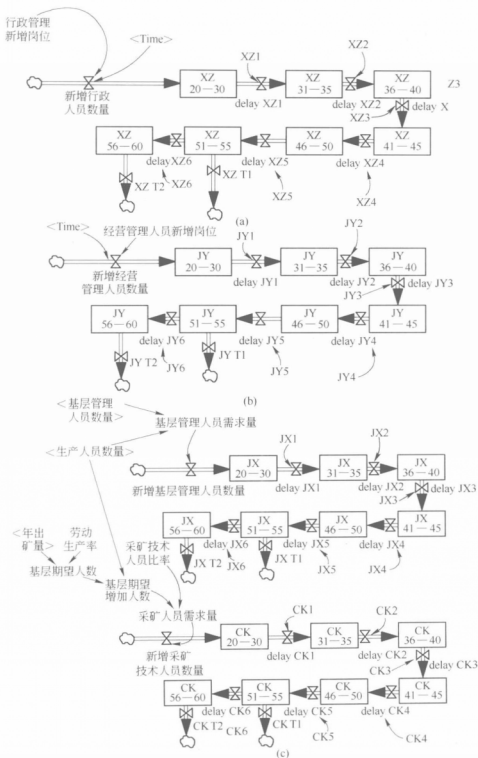 行政管理
新增岗位
<Time>
新增行政
人员数量
XZ
20—30
XZ1
delay XZ1
XZ
31—35
XZ2
delay XZ2
XZ
36—40
Z3
XZ3
delay X
XZ
56—60
delay XZ6
XZ6
XZ
51—55
delay XZ5
XZ5
XZ
46—50
delay XZ4
XZ4
XZ
41—45
XZ T2
XZ T1
(a)
<Time>
经营管理人员新增岗位
新增经营
管理人员数量
JY
20—30
JY1
delay JY1
JY
31—35
JY2
delay JY2
JY
36—40
JY3
delay JY3
JY
56—60
delay JY6
JY6
JY
51—55
delay JY5
JY5
JY
46—50
delay JY4
JY4
JY
41—45
JY T2
JY T1
(b)
<基层管理
人员数量>
基层管理人员需求量
<生产人员数量>
新增基层管理人员数量
JX
20—30
JX1
delay JX1
JX
31—35
JX2
delay JX2
JX
36—40
JX3
delay JX3
JX
56—60
delay JX6
JX6
JX
51—55
delay JX5
JX5
JX
46—50
delay JX4
JX4
JX
41—45
JX T2
JX T1
<年出
矿量>
劳动
生产率
基层期望人数
基层期望
增加人数
采矿技术
人员比率
采矿人员需求量
新增采矿
技术人员数量
CK
20—30
CK1
delay CK1
CK
31—35
CK2
delay CK2
CK
36—40
CK3
delay CK3
CK
56—60
delay CK6
CK6
CK
51—55
delay CK5
CK5
CK
46—50
delay CK4
CK4
CK
41—45
CK T2
CK T1
(c)